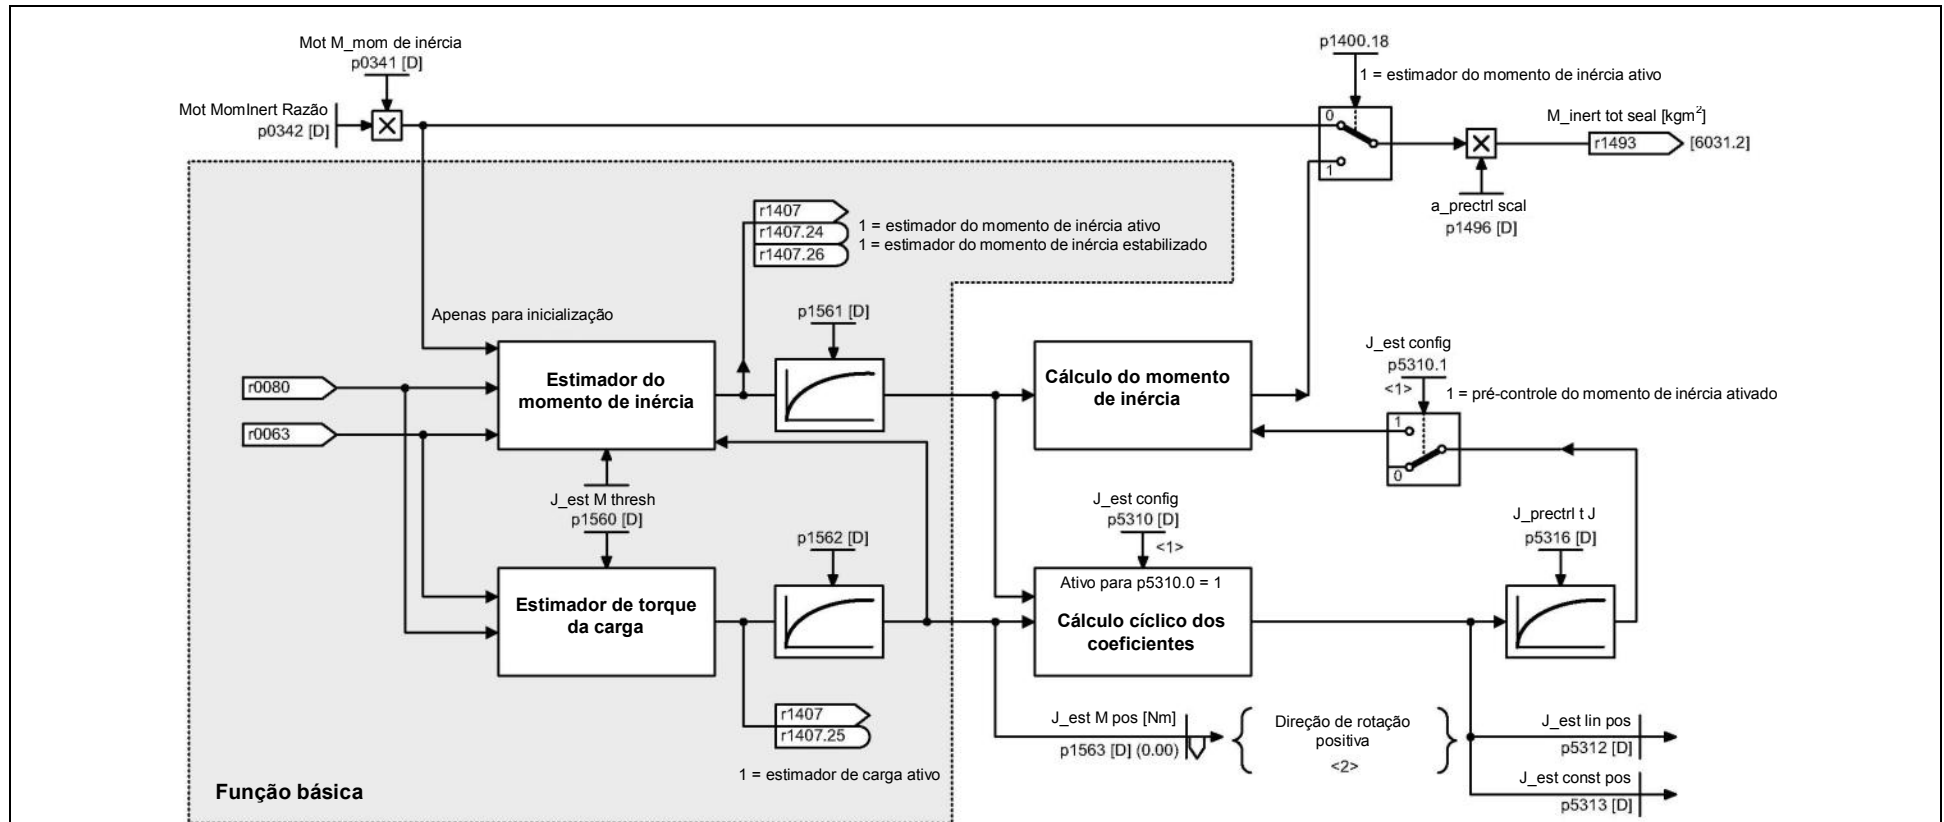 Mot M_mom de inércia
p0341 [D]
Mot MomInert Razão
p0342 [D]
p1400.18
1 = estimador do momento de inércia ativo
0
1
M_inert tot seal [kgm²]
r1493
[6031.2]
a_prectrl scal
p1496 [D]
r1407
r1407.24
r1407.26
1 = estimador do momento de inércia ativo
1 = estimador do momento de inércia estabilizado
Apenas para inicialização
p1561 [D]
r0080
r0063
Estimador do
momento de inércia
Cálculo do momento
de inércia
J_est config
p5310.1
<1>
1 = pré-controle do momento de inércia ativado
1
0
J_est M thresh
p1560 [D]
p1562 [D]
J_est config
p5310 [D]
<1>
J_prectrl t J
p5316 [D]
Estimador de torque
da carga
Ativo para p5310.0 = 1
Cálculo cíclico dos
coeficientes
r1407
r1407.25
1 = estimador de carga ativo
J_est M pos [Nm]
p1563 [D] (0.00)
Direção de rotação
positiva
<2>
J_est lin pos
p5312 [D]
J_est const pos
p5313 [D]
Função básica